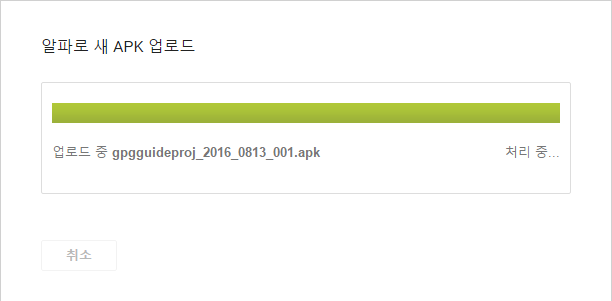 알파로 새 APK 업로드
업로드 중 gpgguideproj_2016_0813_001.apk 처리 중...
취소